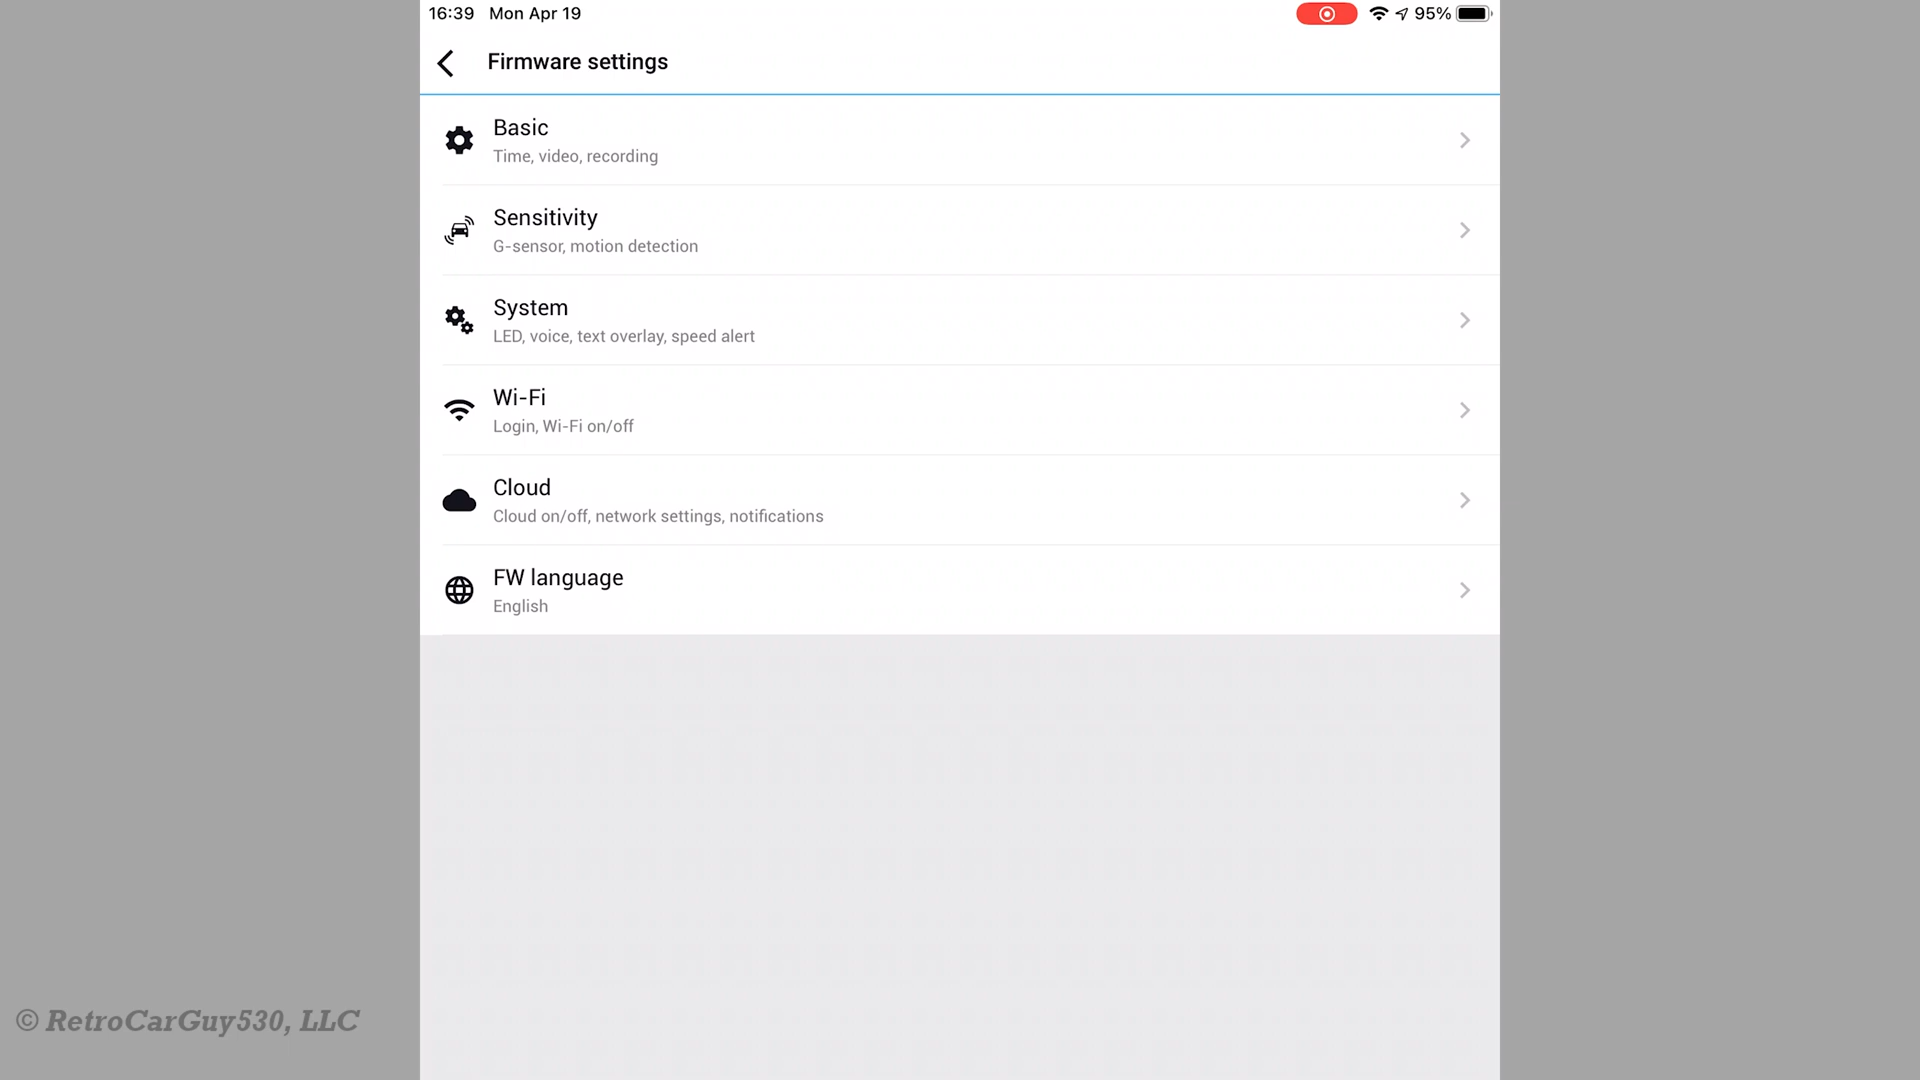 16:39 Mon Apr 19 95%
Firmware settings
Basic
Time, video, recording
Sensitivity
G-sensor, motion detection
System
LED, voice, text overlay, speed alert
Wi-Fi
Login, Wi-Fi on/off
Cloud
Cloud on/off, network settings, notifications
FW language
English
© RetroCarGuy530, LLC